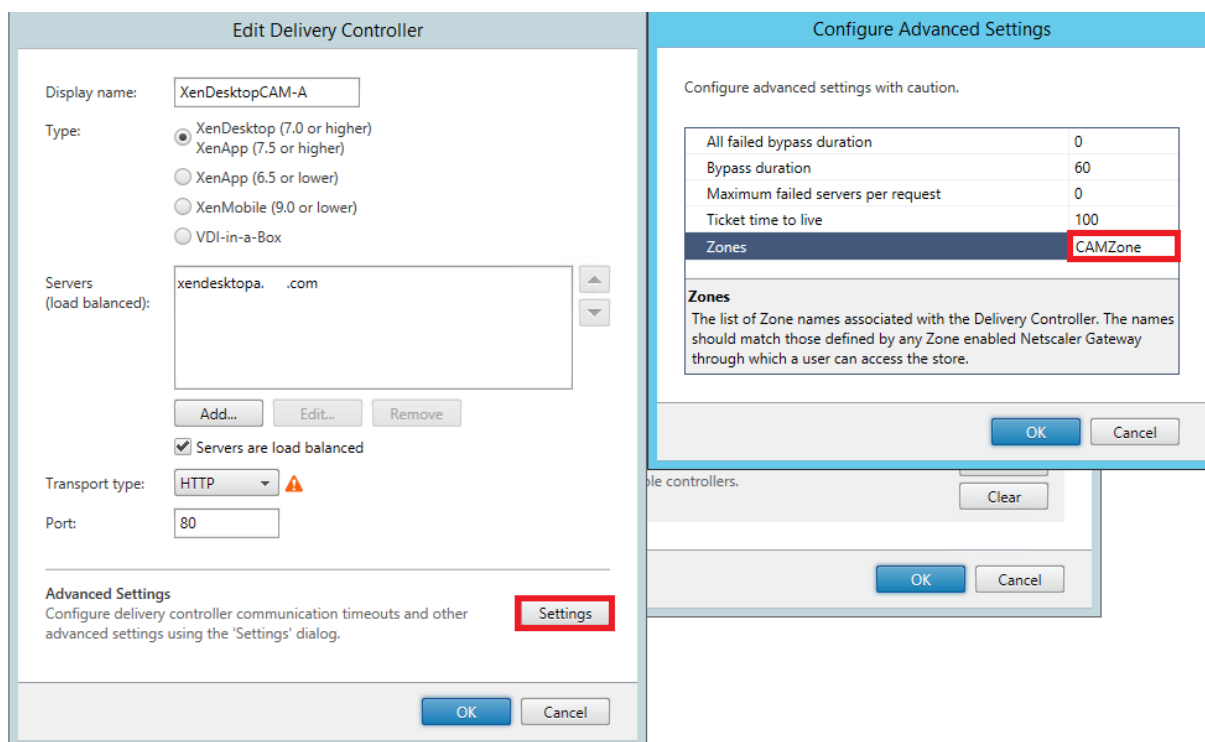 Edit Delivery Controller
Display name:
XenDesktopCAM-A
Type:
XenDesktop (7.0 or higher)
XenApp (7.5 or higher)
XenApp (6.5 or lower)
XenMobile (9.0 or lower)
VDI-in-a-Box
Servers
(load balanced):
xendesktopa. .com
Add...
Edit...
Remove
Servers are load balanced
Transport type:
HTTP
Port:
80
Advanced Settings
Configure delivery controller communication timeouts and other
advanced settings using the 'Settings' dialog.
Settings
OK
Cancel
Configure Advanced Settings
Configure advanced settings with caution.
All failed bypass duration 0
Bypass duration 60
Maximum failed servers per request 0
Ticket time to live 100
Zones CAMZone
Zones
The list of Zone names associated with the Delivery Controller. The names
should match those defined by any Zone enabled Netscaler Gateway
through which a user can access the store.
OK
Cancel
controllers.
Clear
OK
Cancel